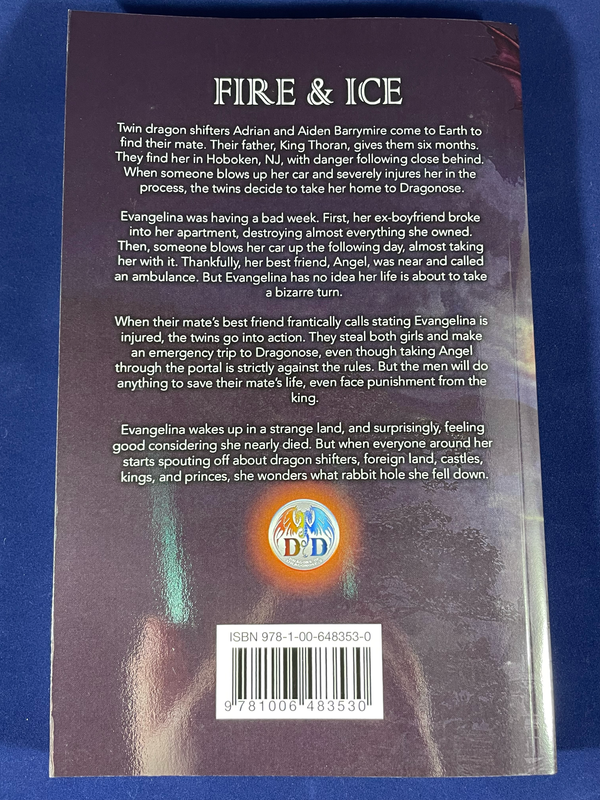 FIRE & ICE
Twin dragon shifters Adrian and Aiden Barrymire come to Earth to
find their mate. Their father, King Thoran, gives them six months.
They find her in Hoboken, NJ, with danger following close behind.
When someone blows up her car and severely injures her in the
process, the twins decide to take her home to Dragonose.
Evangelina was having a bad week. First, her ex-boyfriend broke
into her apartment, destroying almost everything she owned.
Then, someone blows her car up the following day, almost taking
her with it. Thankfully, her best friend, Angel, was near and called
an ambulance. But Evangelina has no idea her life is about to take
a bizarre turn.
When their mate's best friend frantically calls stating Evangelina is
injured, the twins go into action. They steal both girls and make
an emergency trip to Dragonose, even though taking Angel
through the portal is strictly against the rules. But the men will do
anything to save their mate's life, even face punishment from the
king.
Evangelina wakes up in a strange land, and surprisingly, feeling
good considering she nearly died. But when everyone around her
starts spouting off about dragon shifters, foreign land, castles,
kings, and princes, she wonders what rabbit hole she fell down.
D D
ISBN 978-1-00-648353-0
9 781006 483530